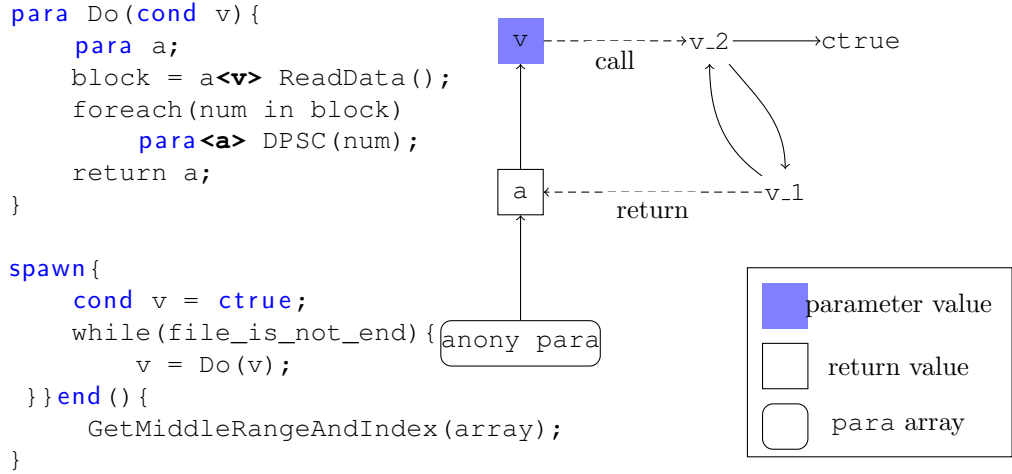 para Do(cond v){
    para a;
    block = a<v> ReadData();
    foreach(num in block)
        para<a> DPSC(num);
    return a;
}
spawn{
    cond v = ctrue;
    while(file_is_not_end){
        v = Do(v);
 }}end(){
     GetMiddleRangeAndIndex(array);
}
v
call
v_2
ctrue
a
return
v_1
anony para
parameter value
return value
para array